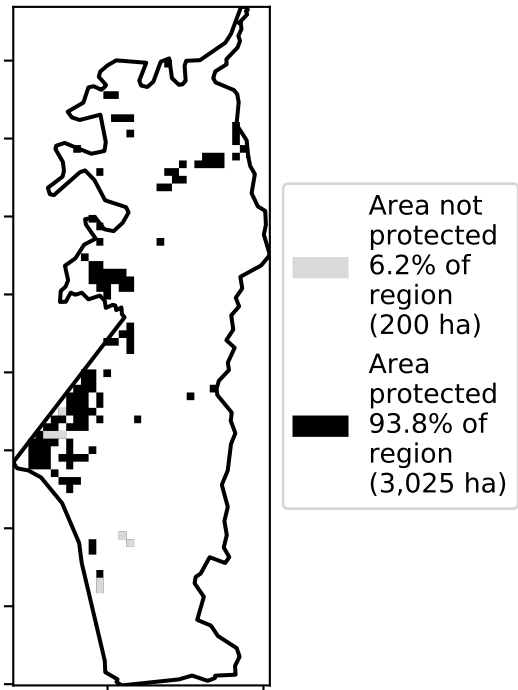 Area not
protected
6.2% of
region
(200 ha)
Area
protected
93.8% of
region
(3,025 ha)